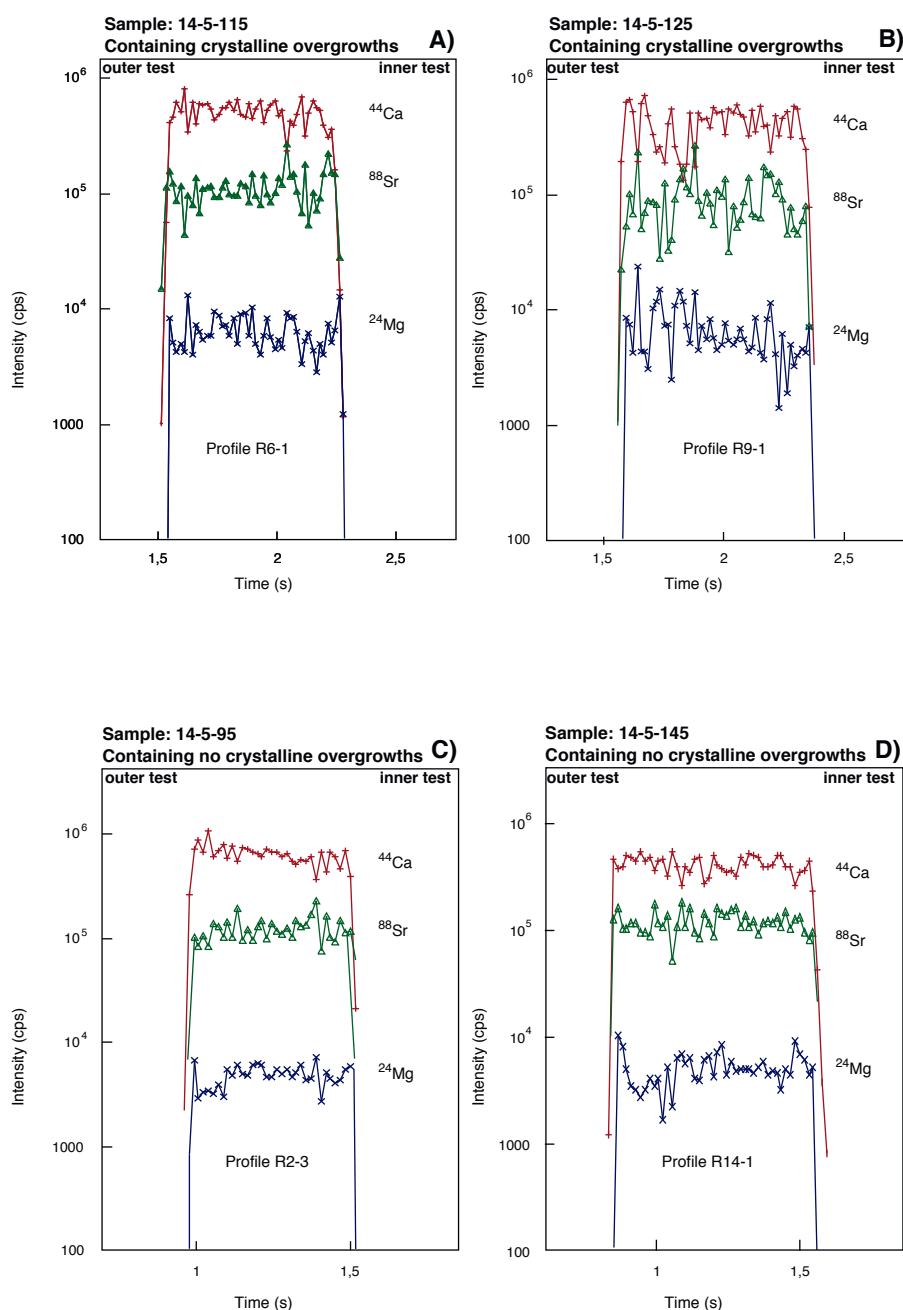 Sample: 14-5-115
Containing crystalline overgrowths A)
outer test inner test
10⁶
⁴⁴Ca
10⁵
⁸⁸Sr
10⁴
²⁴Mg
1000
100
Intensity (cps)
Profile R6-1
1,5 2 2,5
Time (s)
Sample: 14-5-125
Containing crystalline overgrowths B)
outer test inner test
10⁶
⁴⁴Ca
10⁵
⁸⁸Sr
10⁴
²⁴Mg
1000
100
Intensity (cps)
Profile R9-1
1,5 2 2,5
Time (s)
Sample: 14-5-95
Containing no crystalline overgrowths C)
outer test inner test
10⁶
⁴⁴Ca
10⁵
⁸⁸Sr
10⁴
²⁴Mg
1000
100
Intensity (cps)
Profile R2-3
1 1,5
Time (s)
Sample: 14-5-145
Containing no crystalline overgrowths D)
outer test inner test
10⁶
⁴⁴Ca
10⁵
⁸⁸Sr
10⁴
²⁴Mg
1000
100
Intensity (cps)
Profile R14-1
1 1,5
Time (s)